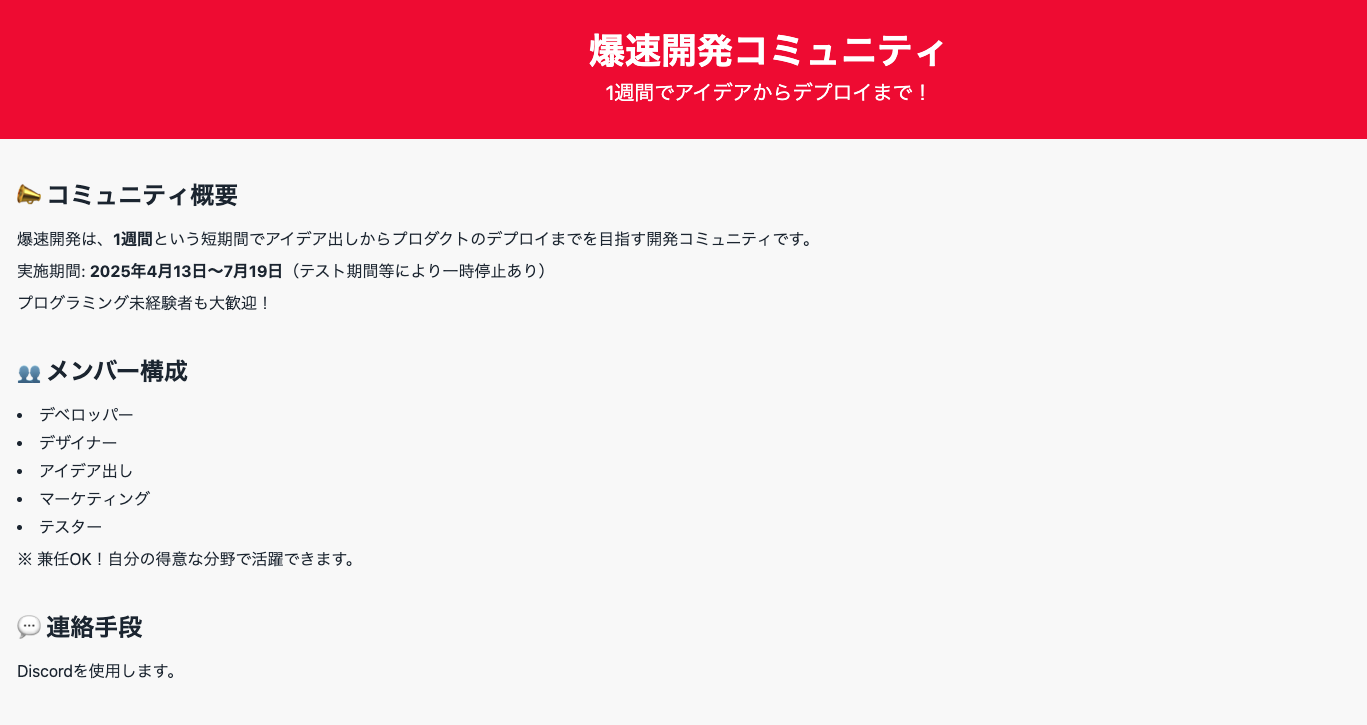 爆速開発コミュニティ
1週間でアイデアからデプロイまで！
コミュニティ概要
爆速開発は、1週間という短期間でアイデア出しからプロダクトのデプロイまでを目指す開発コミュニティです。
実施期間: 2025年4月13日〜7月19日（テスト期間等により一時停止あり）
プログラミング未経験者も大歓迎！
メンバー構成
• デベロッパー
• デザイナー
• アイデア出し
• マーケティング
• テスター
※ 兼任OK！自分の得意な分野で活躍できます。
連絡手段
Discordを使用します。